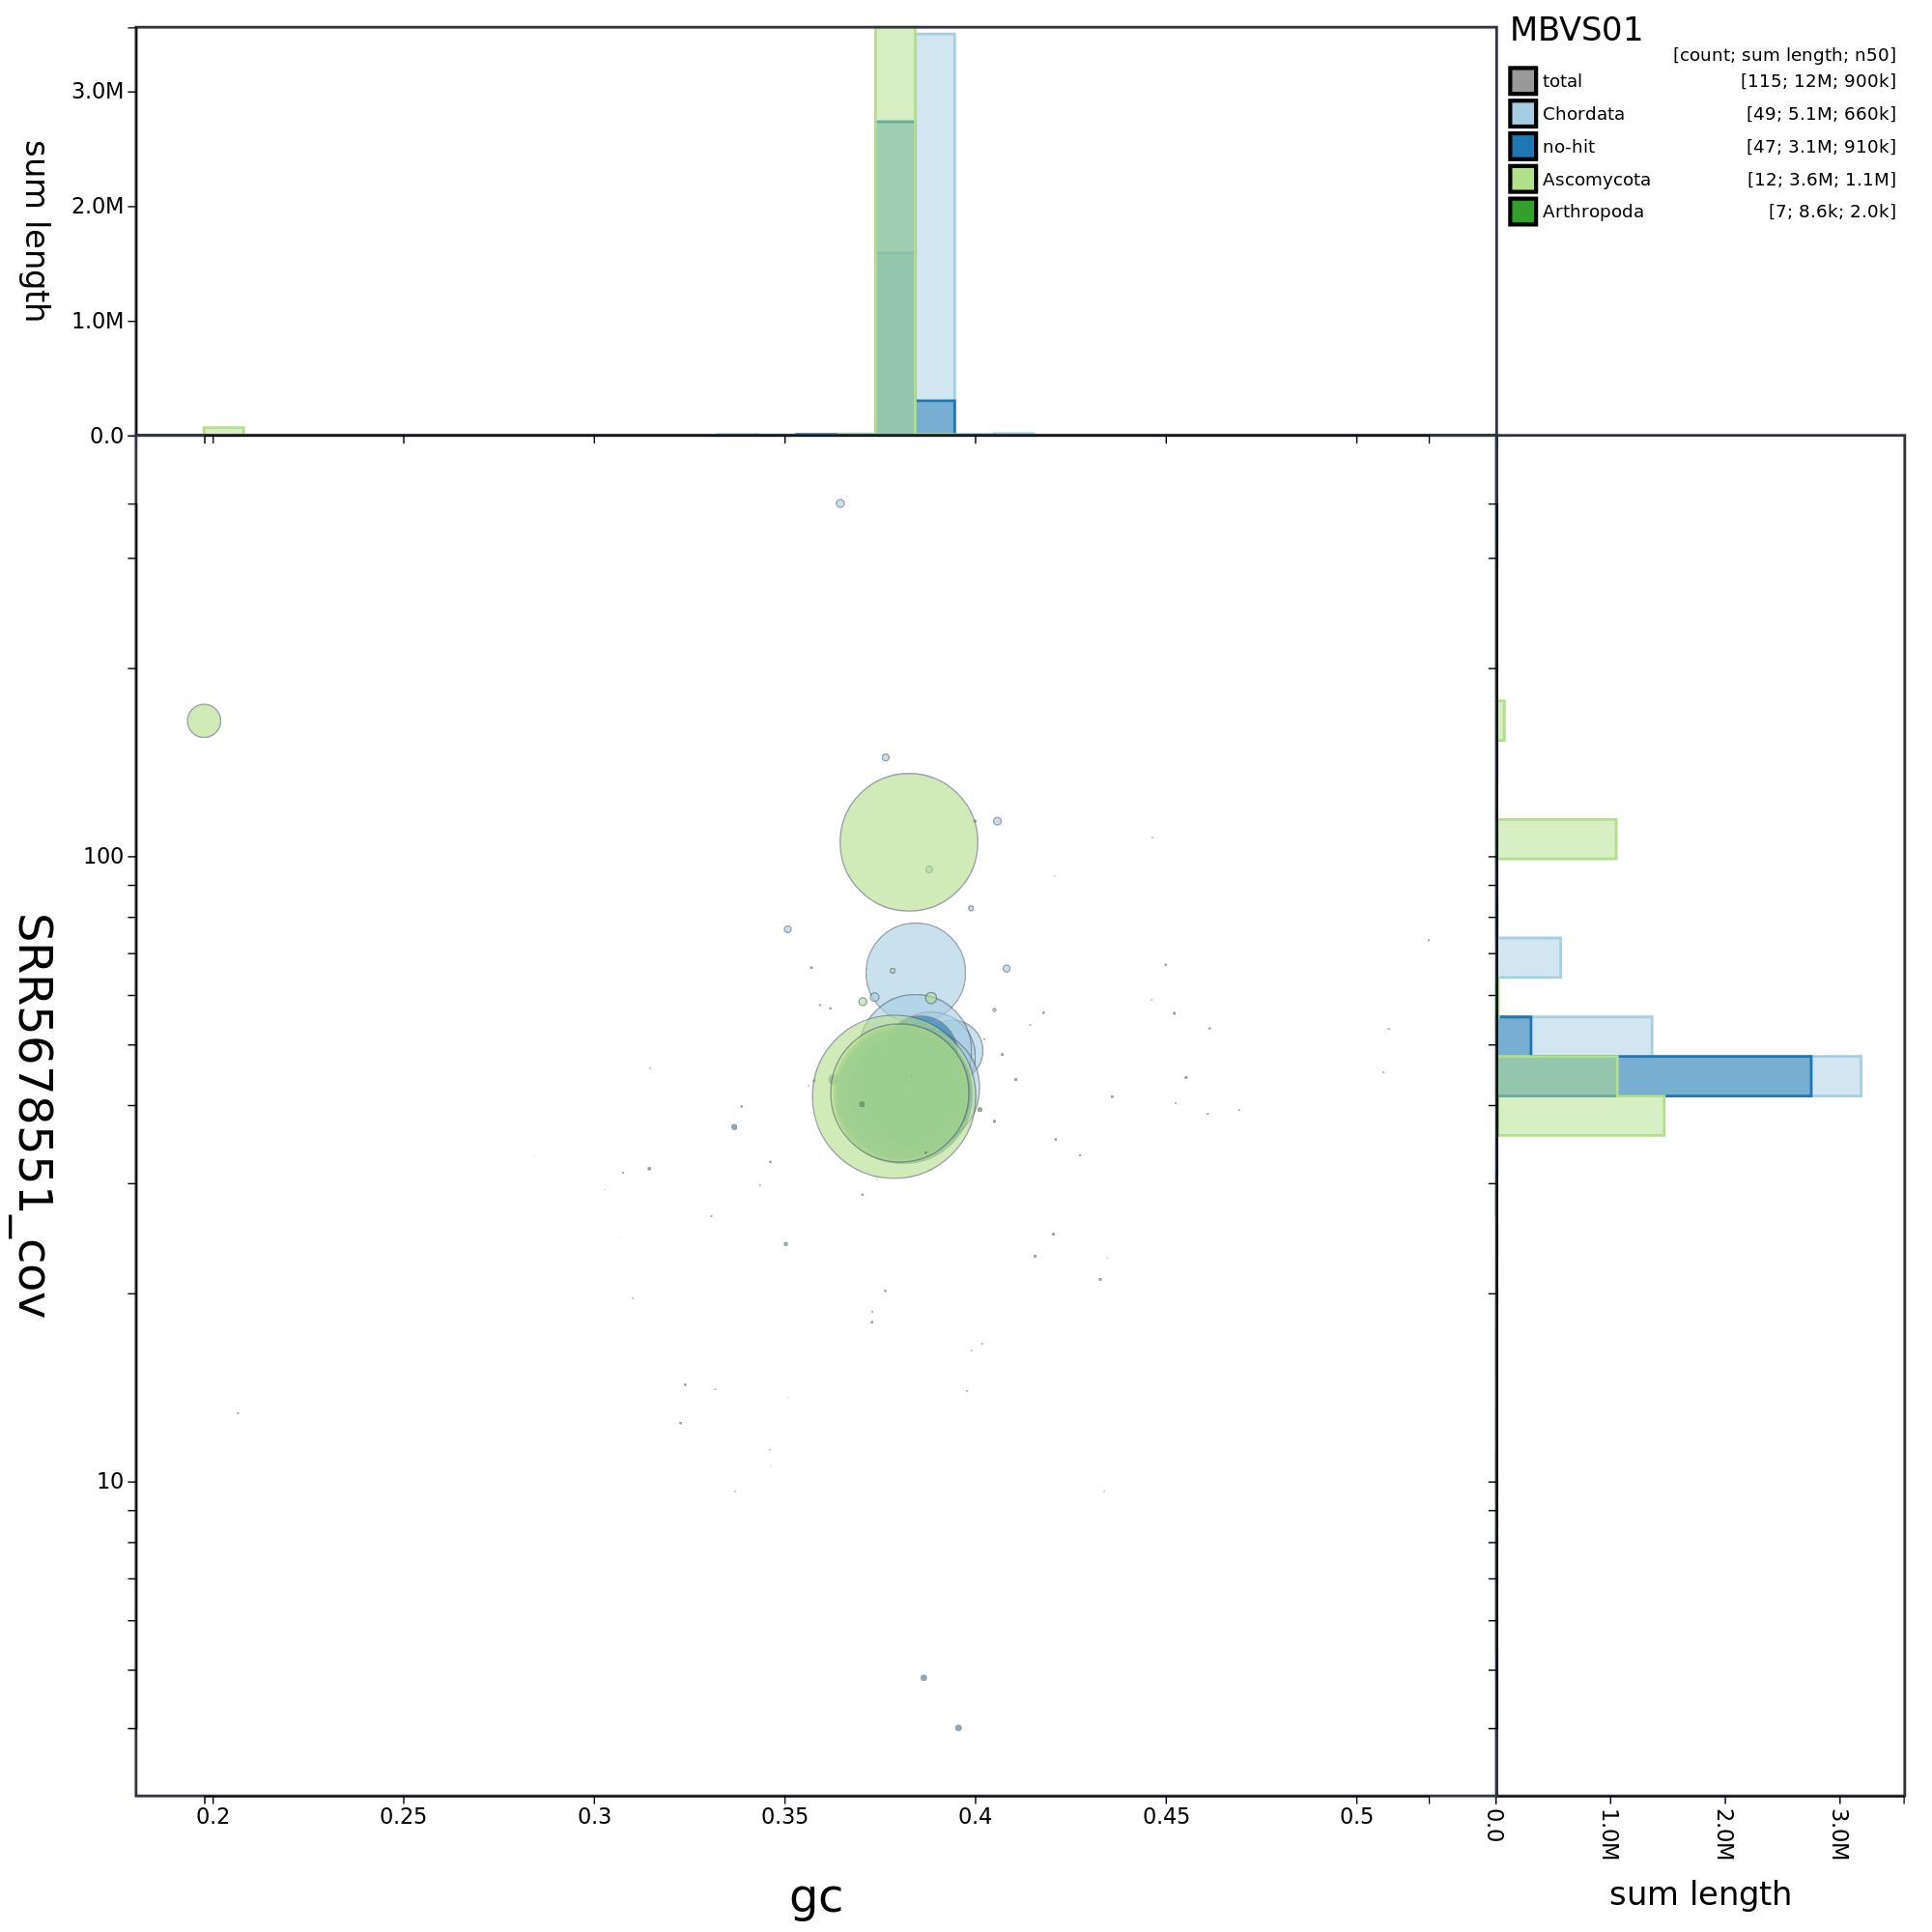 MBVS01
[count; sum length; n50]
total [115; 12M; 900k]
Chordata [49; 5.1M; 660k]
no-hit [47; 3.1M; 910k]
Ascomycota [12; 3.6M; 1.1M]
Arthropoda [7; 8.6k; 2.0k]
sum length
3.0M
2.0M
1.0M
0.0
SRR5678551_cov
100
10
0.2 0.25 0.3 0.35 0.4 0.45 0.5
gc
0.0 1.0M 2.0M 3.0M
sum length